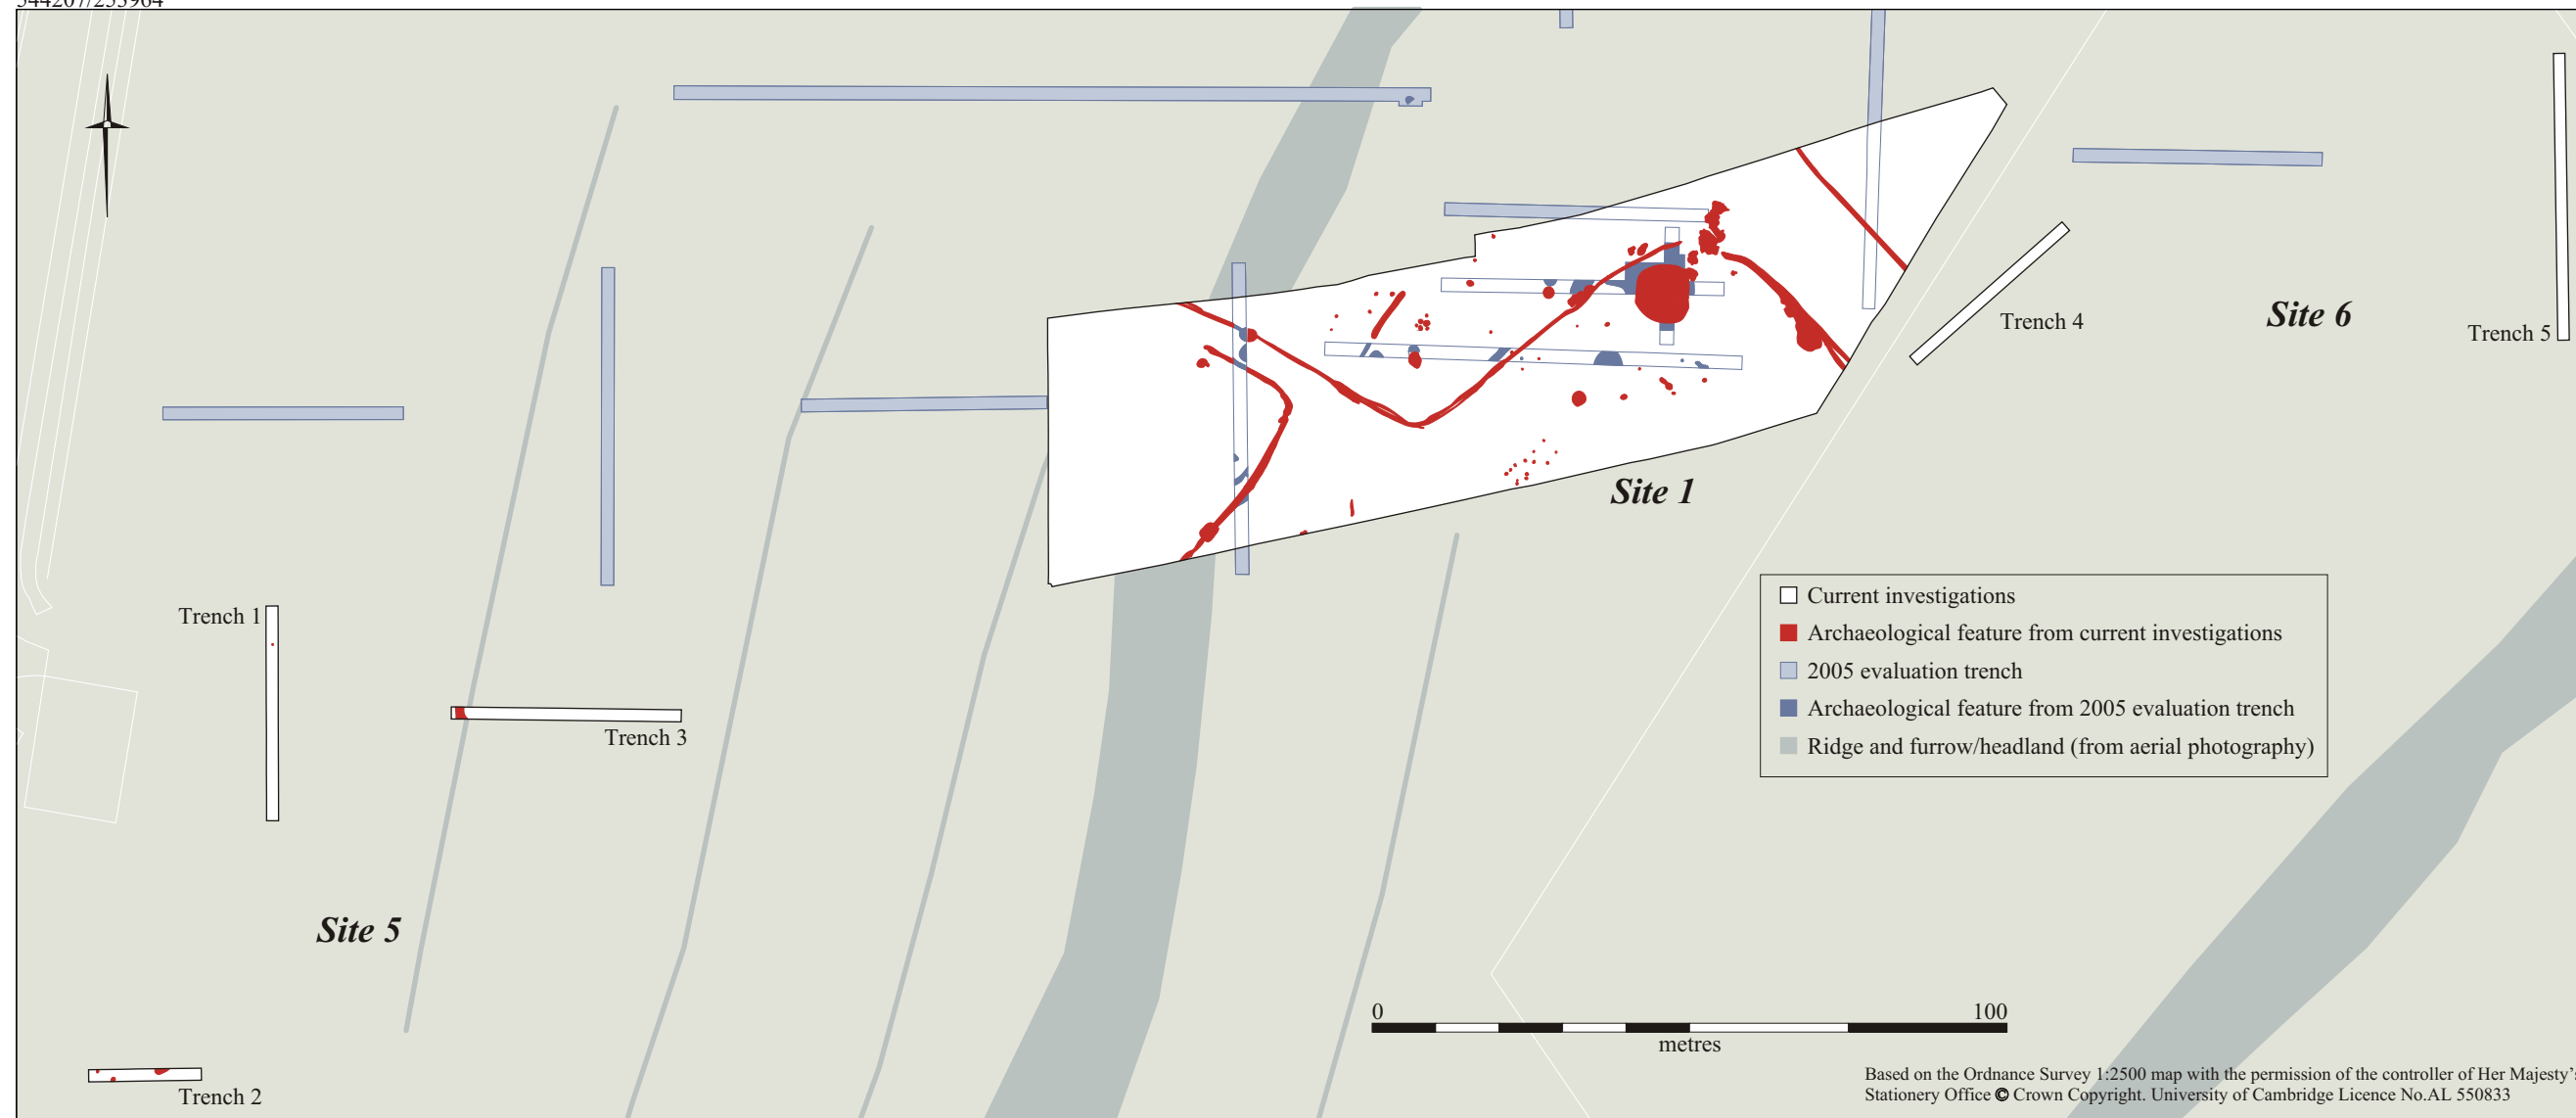 544207/253964
Site 6
Trench 4
Trench 5
Site 1
Current investigations
Archaeological feature from current investigations
2005 evaluation trench
Archaeological feature from 2005 evaluation trench
Ridge and furrow/headland (from aerial photography)
Trench 1
Trench 3
Site 5
Trench 2
0 100
metres
Based on the Ordnance Survey 1:2500 map with the permission of the controller of Her Majesty's
Stationery Office © Crown Copyright. University of Cambridge Licence No.AL 550833